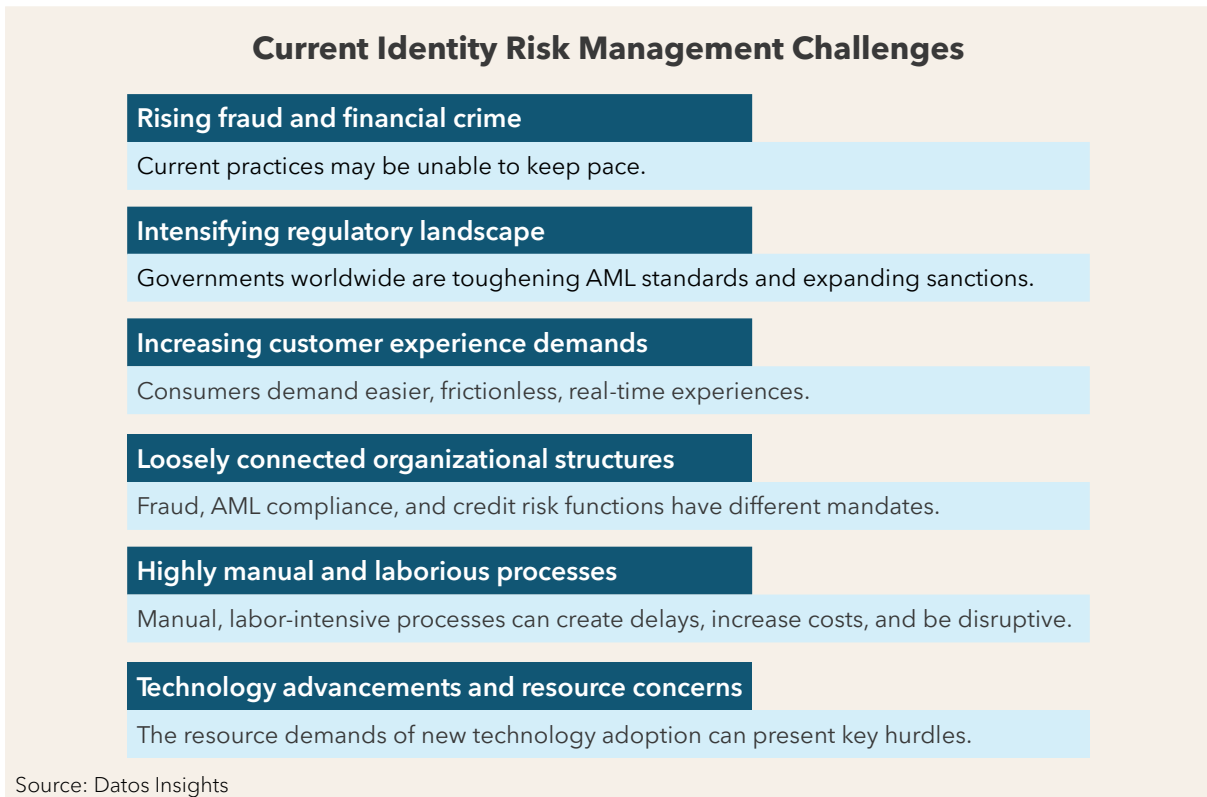 Current Identity Risk Management Challenges
Rising fraud and financial crime
Current practices may be unable to keep pace.
Intensifying regulatory landscape
Governments worldwide are toughening AML standards and expanding sanctions.
Increasing customer experience demands
Consumers demand easier, frictionless, real-time experiences.
Loosely connected organizational structures
Fraud, AML compliance, and credit risk functions have different mandates.
Highly manual and laborious processes
Manual, labor-intensive processes can create delays, increase costs, and be disruptive.
Technology advancements and resource concerns
The resource demands of new technology adoption can present key hurdles.
Source: Datos Insights